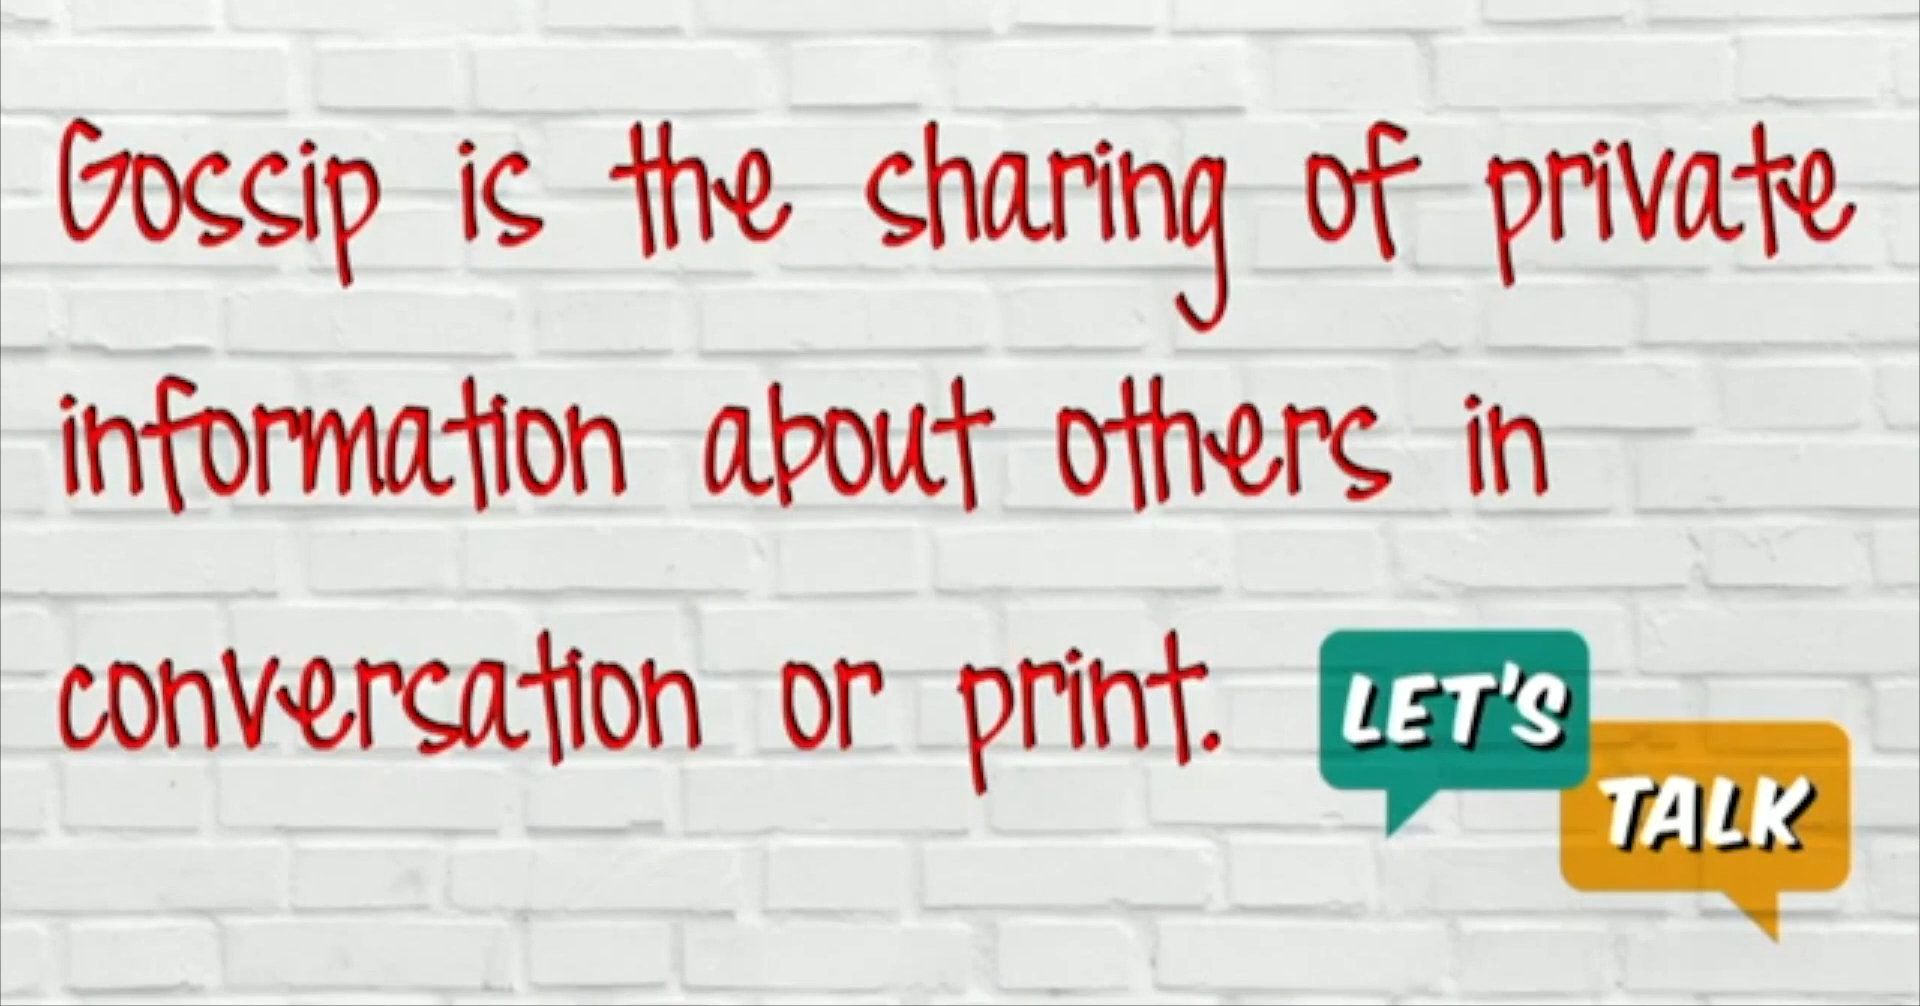 Gossip is the sharing of private
information about others in
conversation or print.
LET'S
TALK